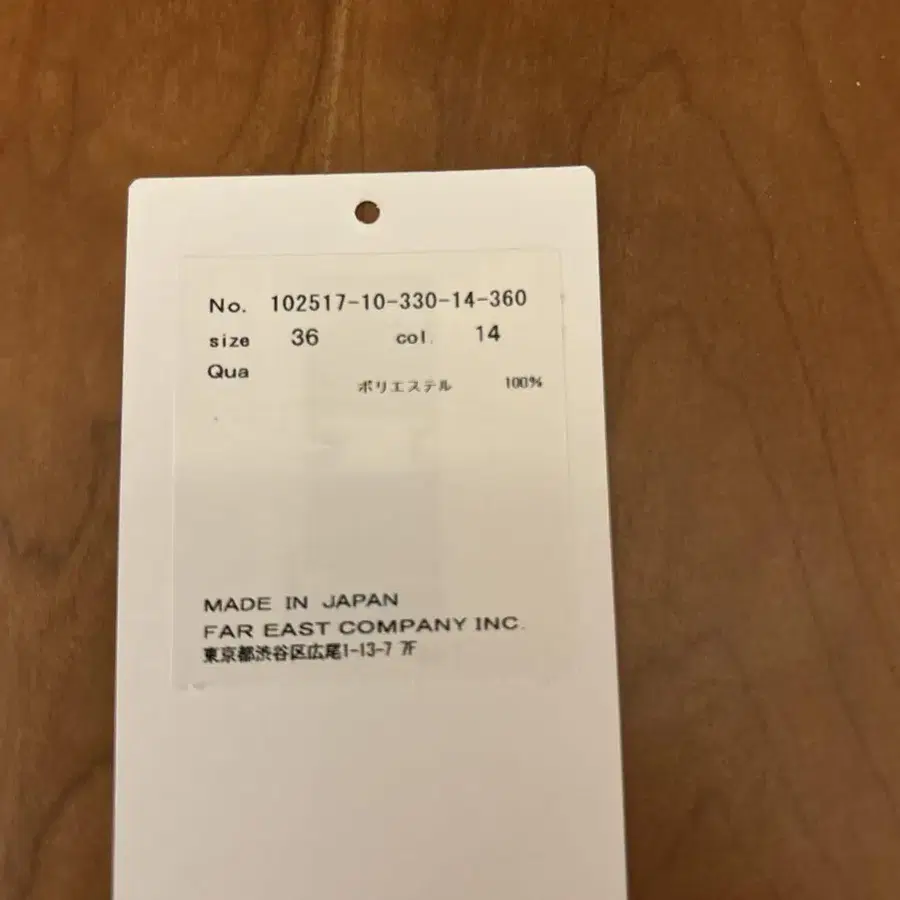 No. 102517-10-330-14-360
size 36 col. 14
Qua
ポリエステル 100%
MADE IN JAPAN
FAR EAST COMPANY INC.
東京都渋谷区広尾1-13-7 7F